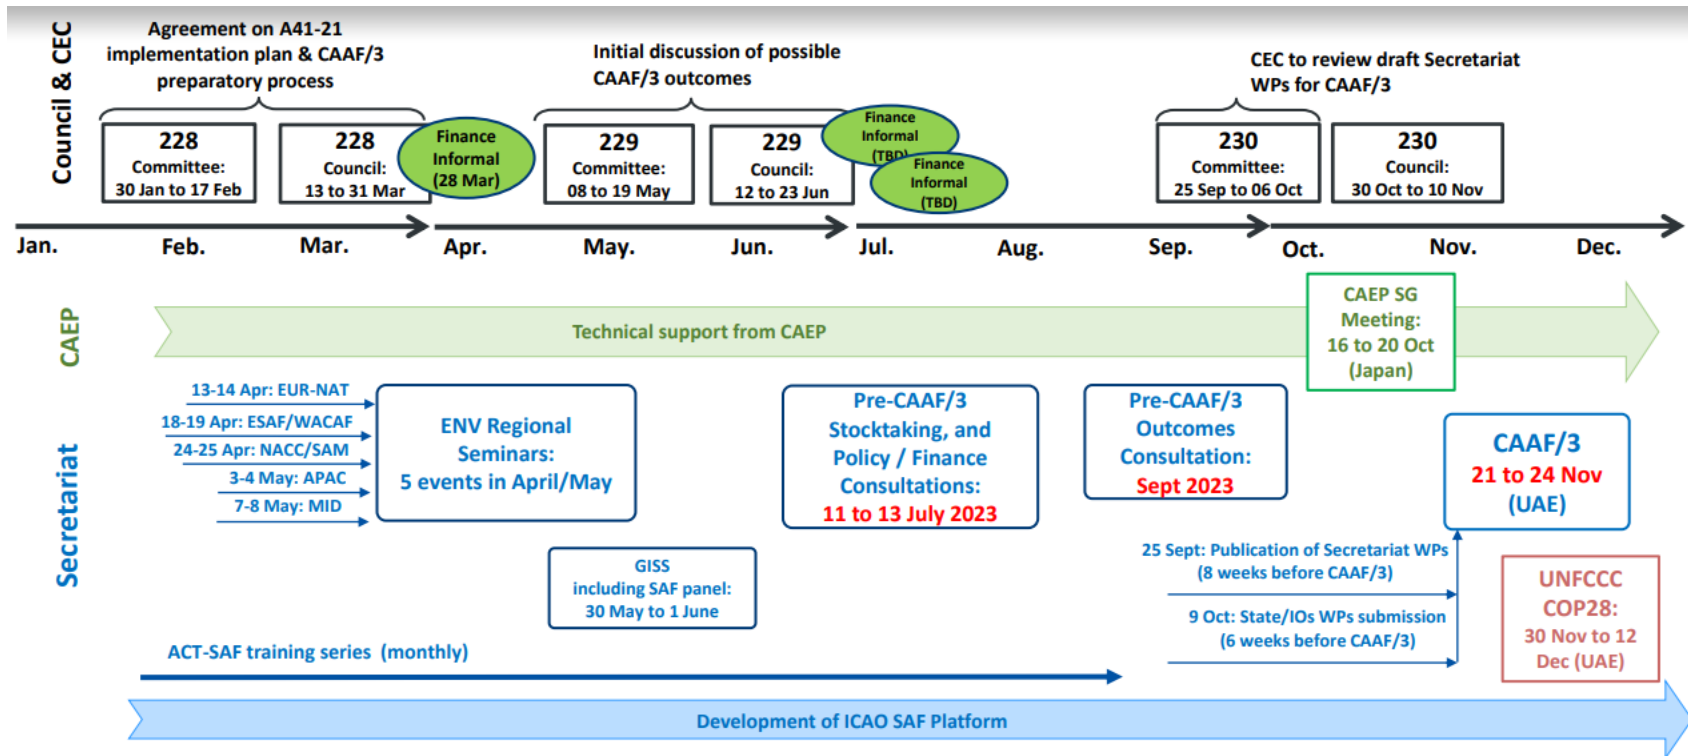 Council & CEC
Agreement on A41-21
implementation plan & CAAF/3
preparatory process
Initial discussion of possible
CAAF/3 outcomes
CEC to review draft Secretariat
WPs for CAAF/3
228
Committee:
30 Jan to 17 Feb
228
Council:
13 to 31 Mar
Finance
Informal
(28 Mar)
229
Committee:
08 to 19 May
229
Council:
12 to 23 Jun
Finance
Informal
(TBD)
Finance
Informal
(TBD)
230
Committee:
25 Sep to 06 Oct
230
Council:
30 Oct to 10 Nov
Jan.
Feb.
Mar.
Apr.
May.
Jun.
Jul.
Aug.
Sep.
Oct.
Nov.
Dec.
CAEP
Technical support from CAEP
CAEP SG
Meeting:
16 to 20 Oct
(Japan)
Secretariat
13-14 Apr: EUR-NAT
18-19 Apr: ESAF/WACAF
24-25 Apr: NACC/SAM
3-4 May: APAC
7-8 May: MID
ENV Regional
Seminars:
5 events in April/May
Pre-CAAF/3
Stocktaking, and
Policy / Finance
Consultations:
11 to 13 July 2023
Pre-CAAF/3
Outcomes
Consultation:
Sept 2023
CAAF/3
21 to 24 Nov
(UAE)
GISS
including SAF panel:
30 May to 1 June
25 Sept: Publication of Secretariat WPs
(8 weeks before CAAF/3)
9 Oct: State/IOs WPs submission
(6 weeks before CAAF/3)
UNFCCC
COP28:
30 Nov to 12
Dec (UAE)
ACT-SAF training series (monthly)
Development of ICAO SAF Platform